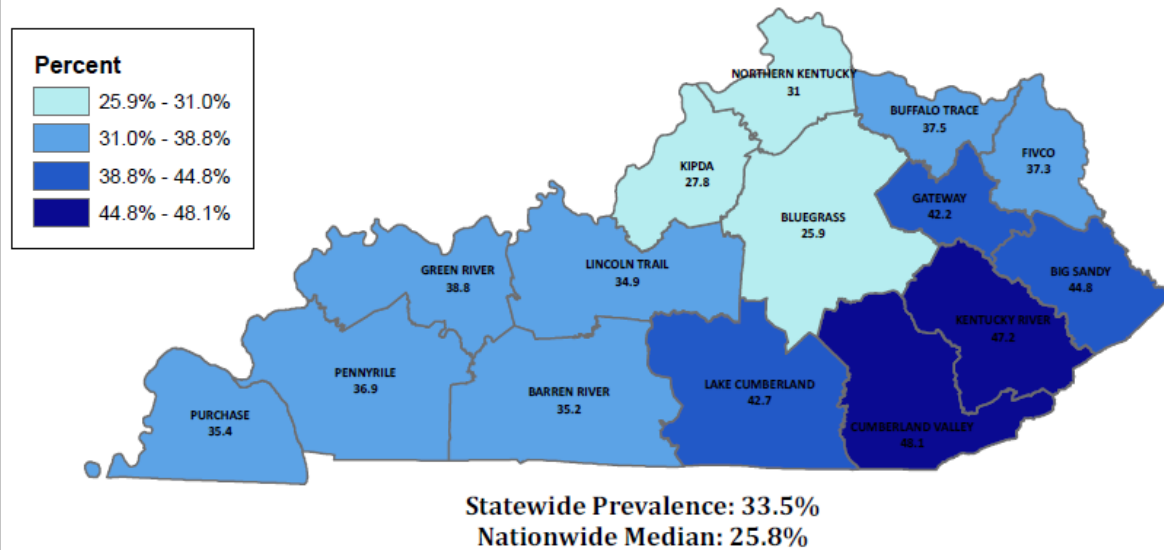 Percent
25.9% - 31.0%
31.0% - 38.8%
38.8% - 44.8%
44.8% - 48.1%
NORTHERN KENTUCKY
31
BUFFALO TRACE
37.5
FIVCO
37.3
KIPDA
27.8
GATEWAY
42.2
BLUEGRASS
25.9
GREEN RIVER
38.8
LINCOLN TRAIL
34.9
BIG SANDY
44.8
KENTUCKY RIVER
47.2
PENNYRILE
36.9
BARREN RIVER
35.2
LAKE CUMBERLAND
42.7
PURCHASE
35.4
CUMBERLAND VALLEY
48.1
Statewide Prevalence: 33.5%
Nationwide Median: 25.8%